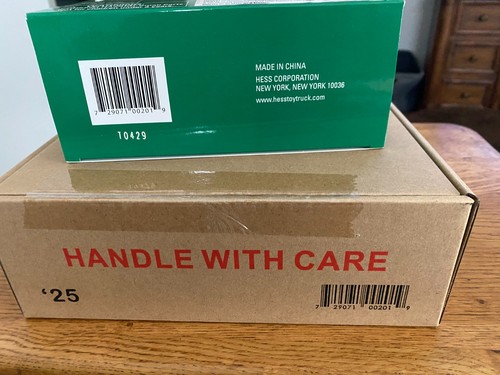 MADE IN CHINA
HESS CORPORATION
NEW YORK, NEW YORK 10036
www.hesstoytruck.com
7 29071 00201 9
T0429
HANDLE WITH CARE
‘25
7 29071 00201 9